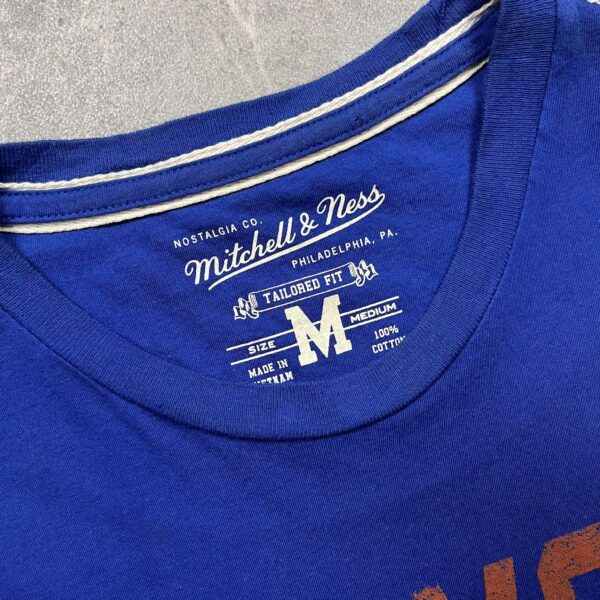 NOSTALGIA CO.
Mitchell & Ness
PHILADELPHIA, PA.
TAILORED FIT
SIZE M MEDIUM
MADE IN
100%
COTTON